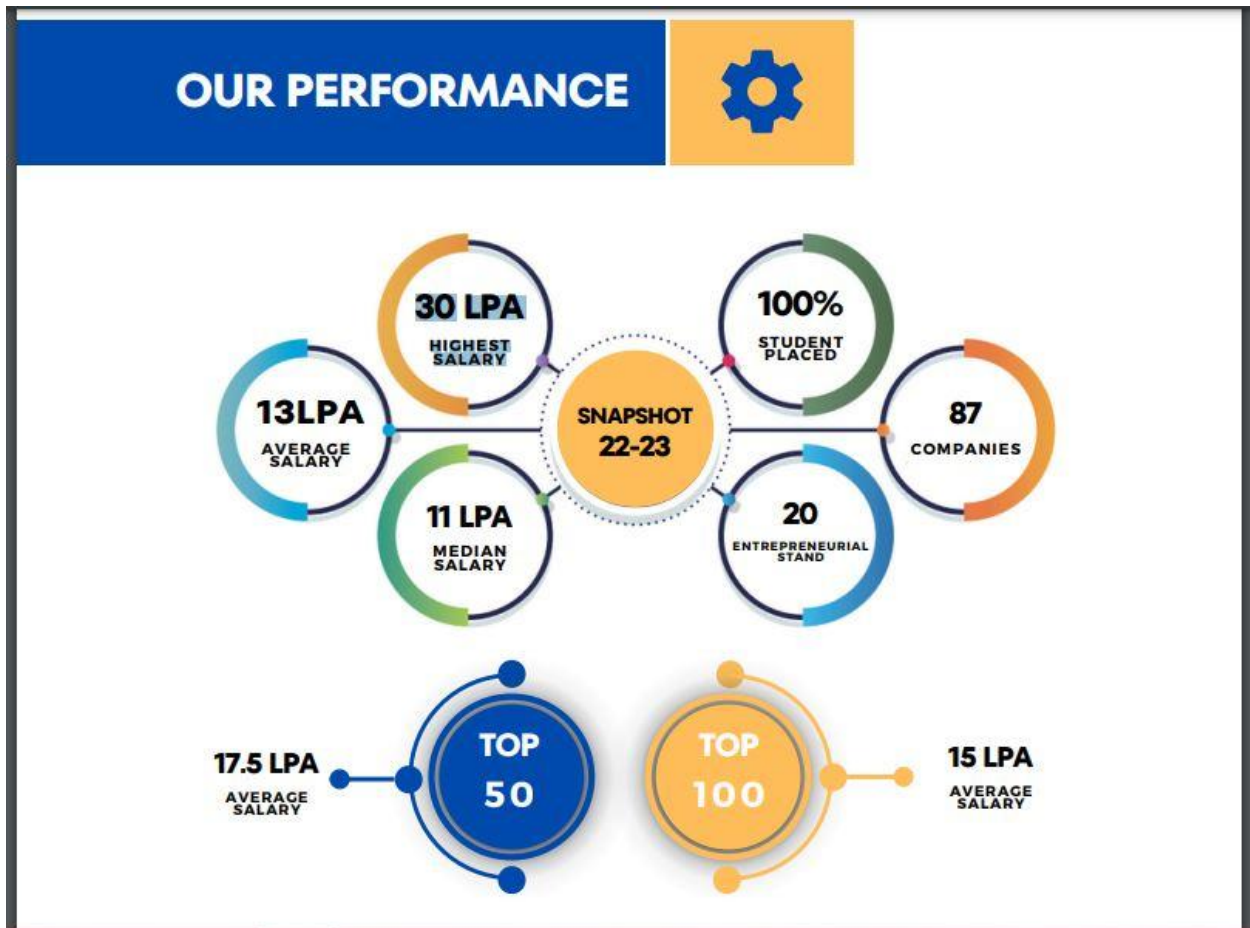 OUR PERFORMANCE
30 LPA
HIGHEST
SALARY
100%
STUDENT
PLACED
13LPA
AVERAGE
SALARY
SNAPSHOT
22-23
87
COMPANIES
11 LPA
MEDIAN
SALARY
20
ENTREPRENEURIAL
STAND
17.5 LPA
AVERAGE
SALARY
TOP
50
TOP
100
15 LPA
AVERAGE
SALARY